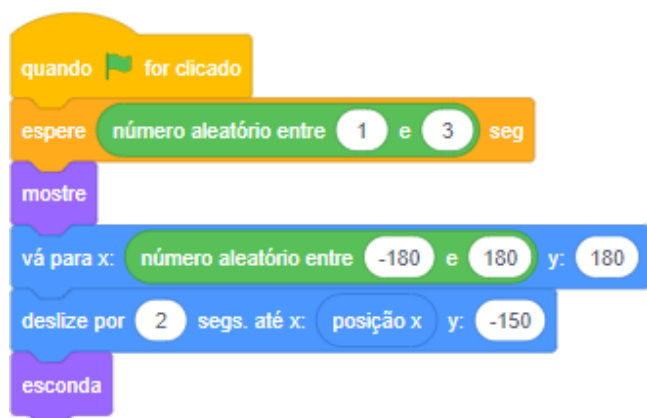 quando for clicado
espere número aleatório entre 1 e 3 seg
mostre
vá para x: número aleatório entre -180 e 180 y: 180
deslize por 2 segs. até x: posição x y: -150
esconda